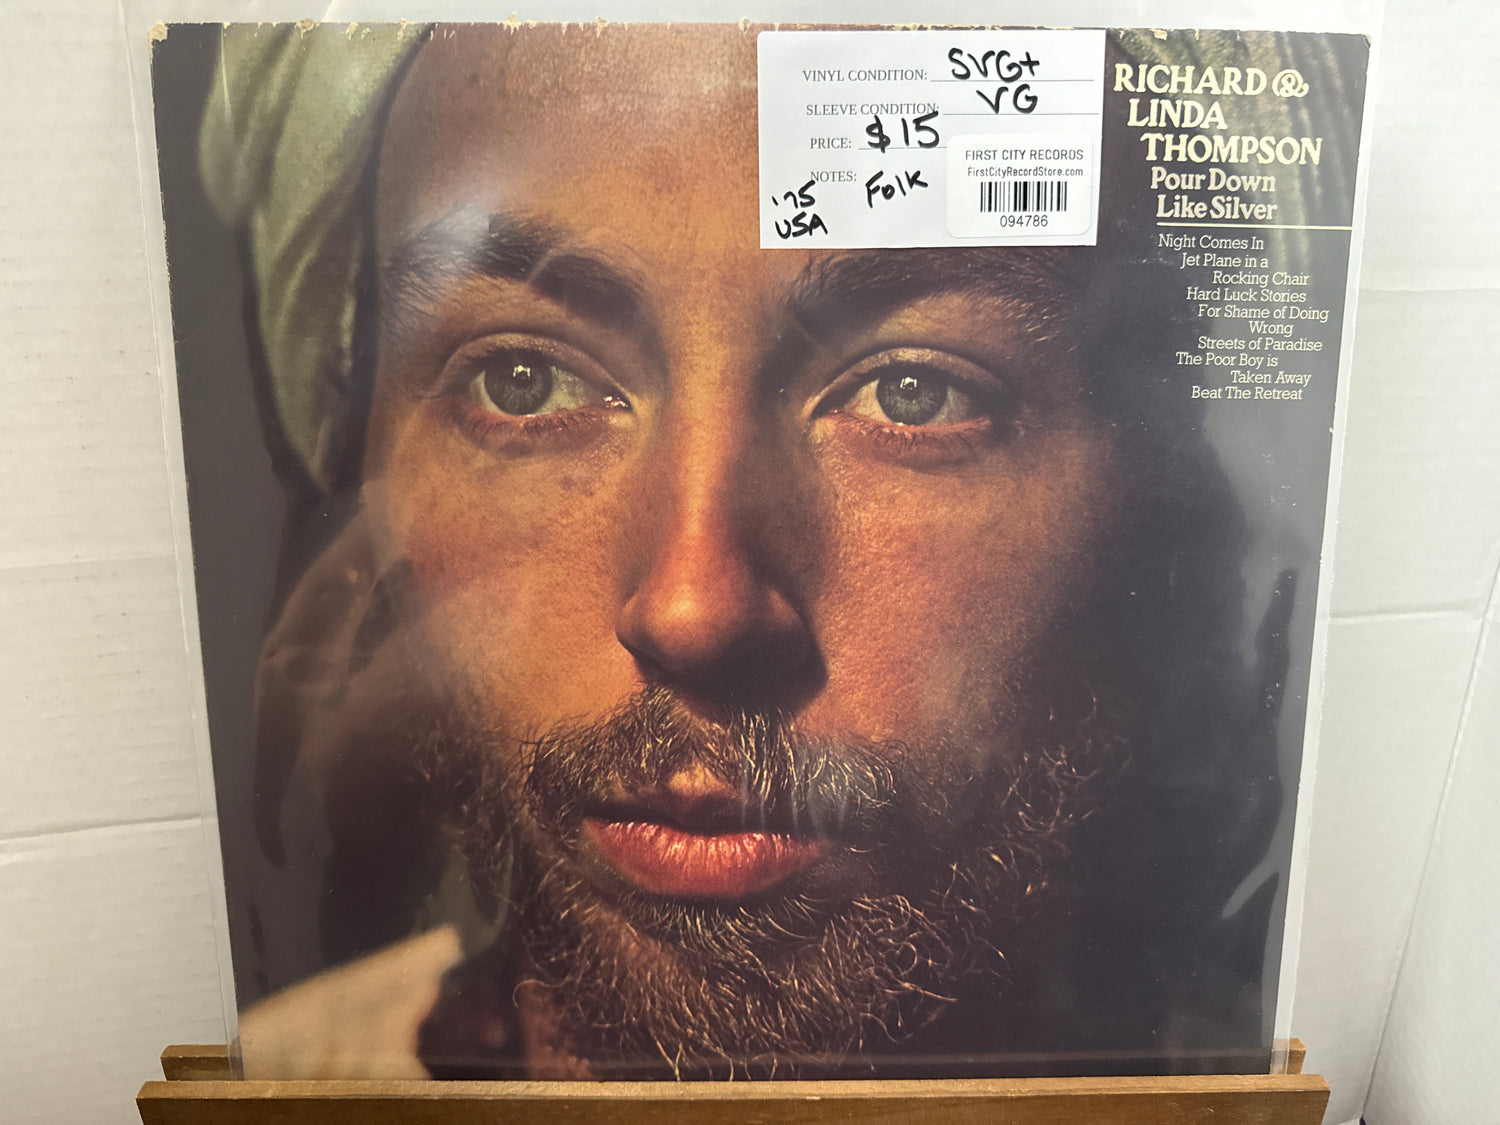 VINYL CONDITION: SVG+
SLEEVE CONDITION: VG
PRICE: $15
NOTES: Folk
'75
USA
FIRST CITY RECORDS
FirstCityRecordStore.com
094786
RICHARD &
LINDA
THOMPSON
Pour Down
Like Silver
Night Comes In
Jet Plane in a
Rocking Chair
Hard Luck Stories
For Shame of Doing
Wrong
Streets of Paradise
The Poor Boy is
Taken Away
Beat The Retreat